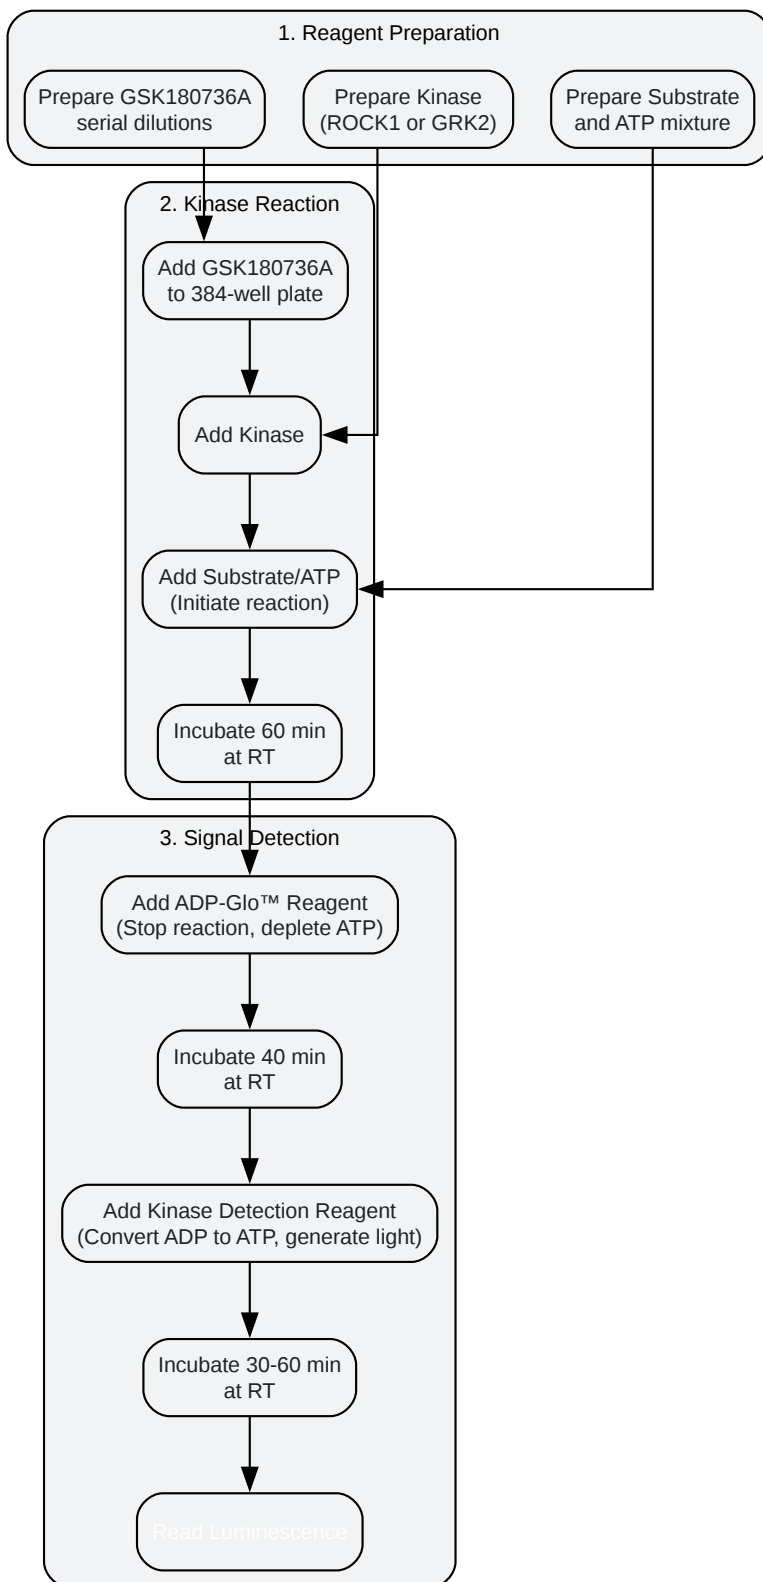 1. Reagent Preparation
Prepare GSK180736A
serial dilutions
Prepare Kinase
(ROCK1 or GRK2)
Prepare Substrate
and ATP mixture
2. Kinase Reaction
Add GSK180736A
to 384-well plate
Add Kinase
Add Substrate/ATP
(Initiate reaction)
Incubate 60 min
at RT
3. Signal Detection
Add ADP-Glo™ Reagent
(Stop reaction, deplete ATP)
Incubate 40 min
at RT
Add Kinase Detection Reagent
(Convert ADP to ATP, generate light)
Incubate 30-60 min
at RT
Read Luminescence